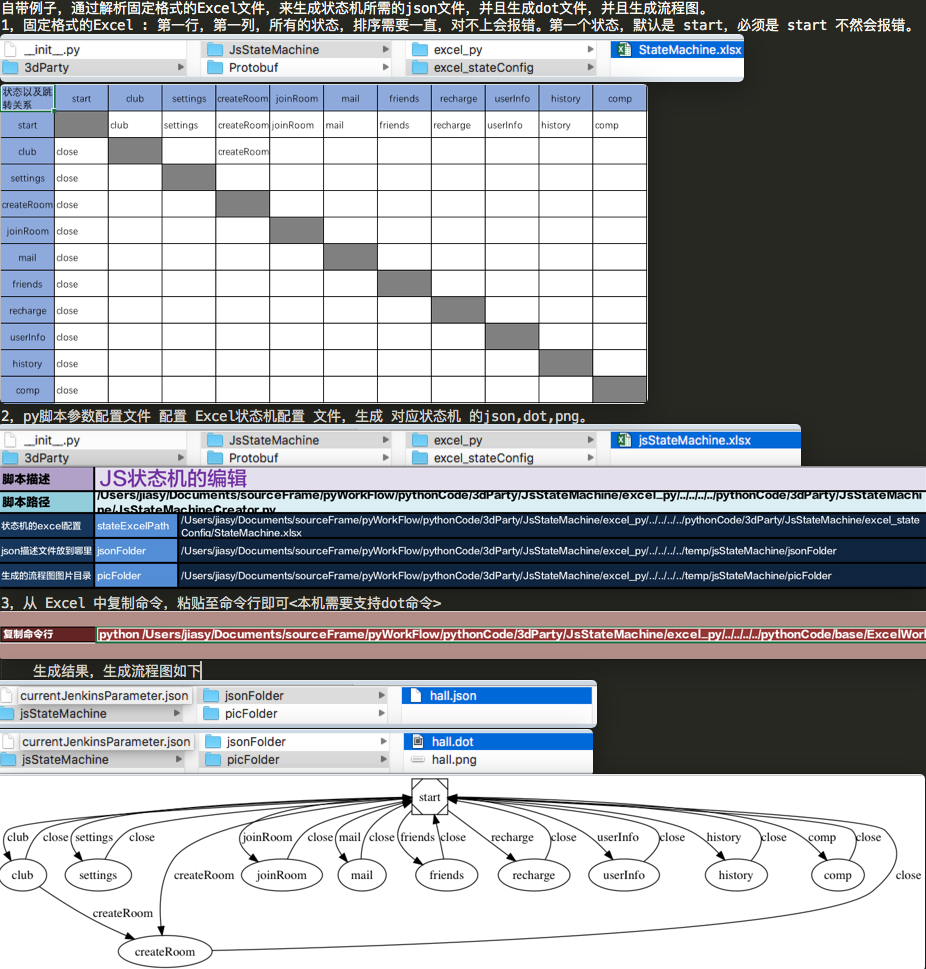 自带例子，通过解析固定格式的Excel文件，来生成状态机所需的json文件，并且生成dot文件，并且生成流程图。
1，固定格式的Excel : 第一行，第一列，所有的状态，排序需要一直，对不上会报错。第一个状态，默认是 start，必须是 start 不然会报错。
__init__.py JsStateMachine excel_py StateMachine.xlsx
3dParty Protobuf excel_stateConfig
状态以及跳转关系 start club settings createRoom joinRoom mail friends recharge userInfo history comp
start club settings createRoom joinRoom mail friends recharge userInfo history comp
club close createRoom
settings close
createRoom close
joinRoom close
mail close
friends close
recharge close
userInfo close
history close
comp close
2，py脚本参数配置文件 配置 Excel状态机配置 文件，生成 对应状态机 的json,dot,png。
__init__.py JsStateMachine excel_py jsStateMachine.xlsx
3dParty Protobuf excel_stateConfig
脚本描述 JS状态机的编辑
脚本路径 /Users/jiasy/Documents/sourceFrame/pyWorkFlow/pythonCode/3dParty/JsStateMachine/excel_py/../../../../pythonCode/3dParty/JsStateMachine/JsStateMachineCreator.py
状态机的excel配置 stateExcelPath /Users/jiasy/Documents/sourceFrame/pyWorkFlow/pythonCode/3dParty/JsStateMachine/excel_py/../../../../pythonCode/3dParty/JsStateMachine/excel_stateConfig/StateMachine.xlsx
json描述文件放到哪里 jsonFolder /Users/jiasy/Documents/sourceFrame/pyWorkFlow/pythonCode/3dParty/JsStateMachine/excel_py/../../../../temp/jsStateMachine/jsonFolder
生成的流程图图片目录 picFolder /Users/jiasy/Documents/sourceFrame/pyWorkFlow/pythonCode/3dParty/JsStateMachine/excel_py/../../../../temp/jsStateMachine/picFolder
3，从 Excel 中复制命令，粘贴至命令行即可<本机需要支持dot命令>
复制命令行 python /Users/jiasy/Documents/sourceFrame/pyWorkFlow/pythonCode/3dParty/JsStateMachine/excel_py/../../../../pythonCode/base/ExcelWor
生成结果，生成流程图如下
currentJenkinsParameter.json jsonFolder hall.json
jsStateMachine picFolder
currentJenkinsParameter.json jsonFolder hall.dot
jsStateMachine picFolder hall.png
start
club close settings close joinRoom close mail close friends close recharge close userInfo close history close comp close
club settings createRoom joinRoom mail friends recharge userInfo history comp close
createRoom
createRoom